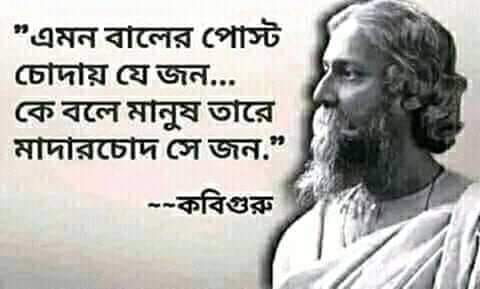 "এমন বালের পোস্ট
চোদায় যে জন...
কে বলে মানুষ তারে
মাদারচোদ সে জন."
~~কবিগুরু